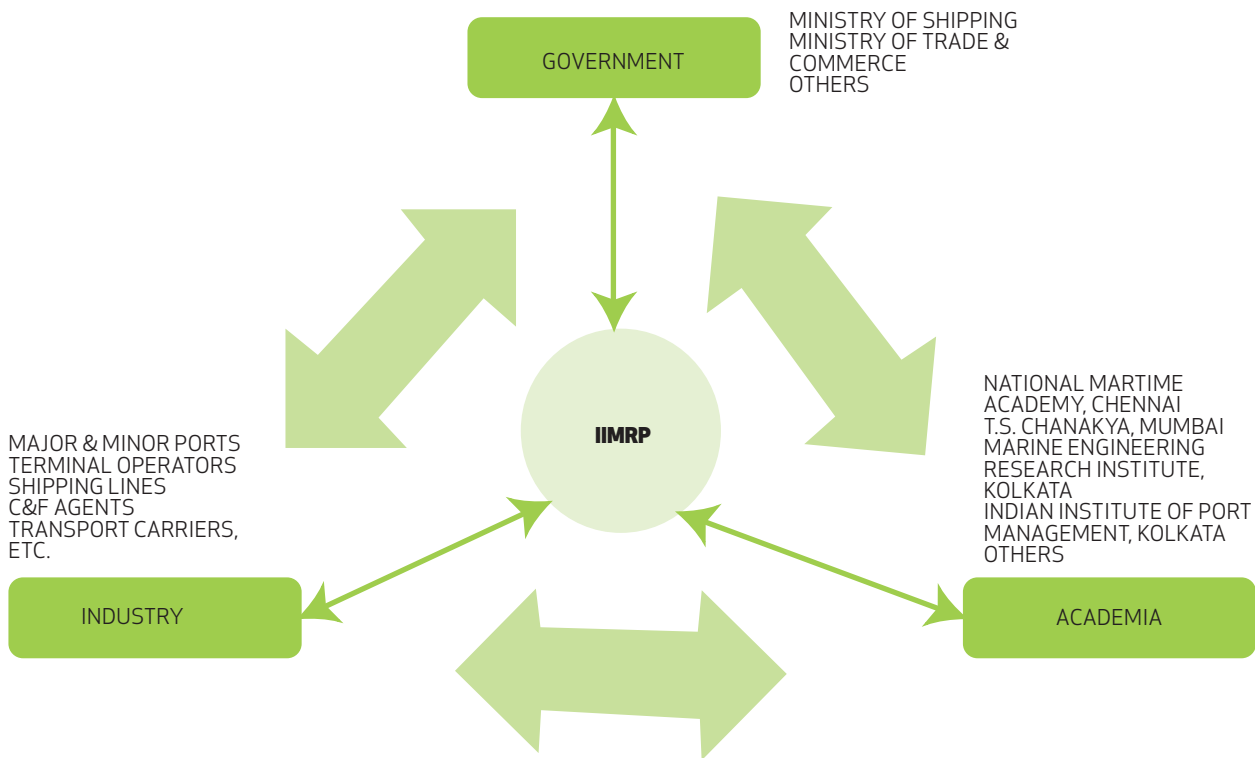 GOVERNMENT
MINISTRY OF SHIPPING
MINISTRY OF TRADE &
COMMERCE
OTHERS
IIMRP
MAJOR & MINOR PORTS
TERMINAL OPERATORS
SHIPPING LINES
C&F AGENTS
TRANSPORT CARRIERS,
ETC.
INDUSTRY
NATIONAL MARTIME
ACADEMY, CHENNAI
T.S. CHANAKYA, MUMBAI
MARINE ENGINEERING
RESEARCH INSTITUTE,
KOLKATA
INDIAN INSTITUTE OF PORT
MANAGEMENT, KOLKATA
OTHERS
ACADEMIA